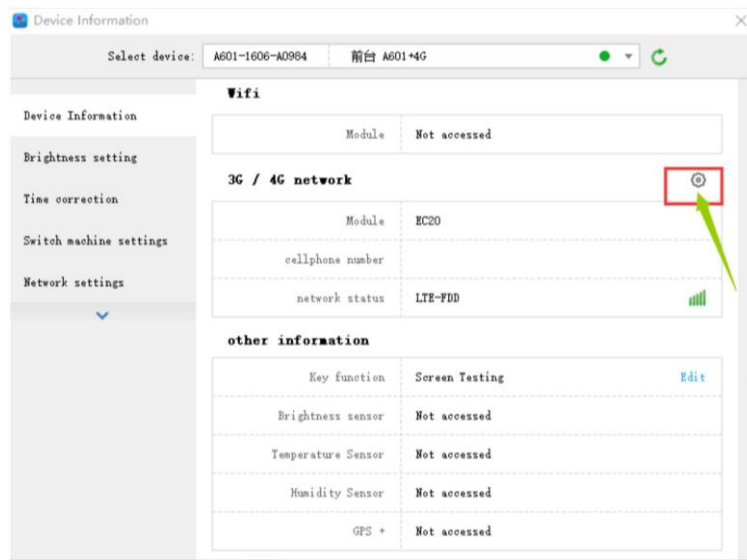 Device Information
Select device: A601-1606-A0984 前台 A601+4G
Device Information
Brightness setting
Time correction
Switch machine settings
Network settings
Wifi
Module Not accessed
3G / 4G network
Module EC20
cellphone number
network status LTE-FDD
other information
Key function Screen Testing Edit
Brightness sensor Not accessed
Temperature Sensor Not accessed
Humidity Sensor Not accessed
GPS + Not accessed